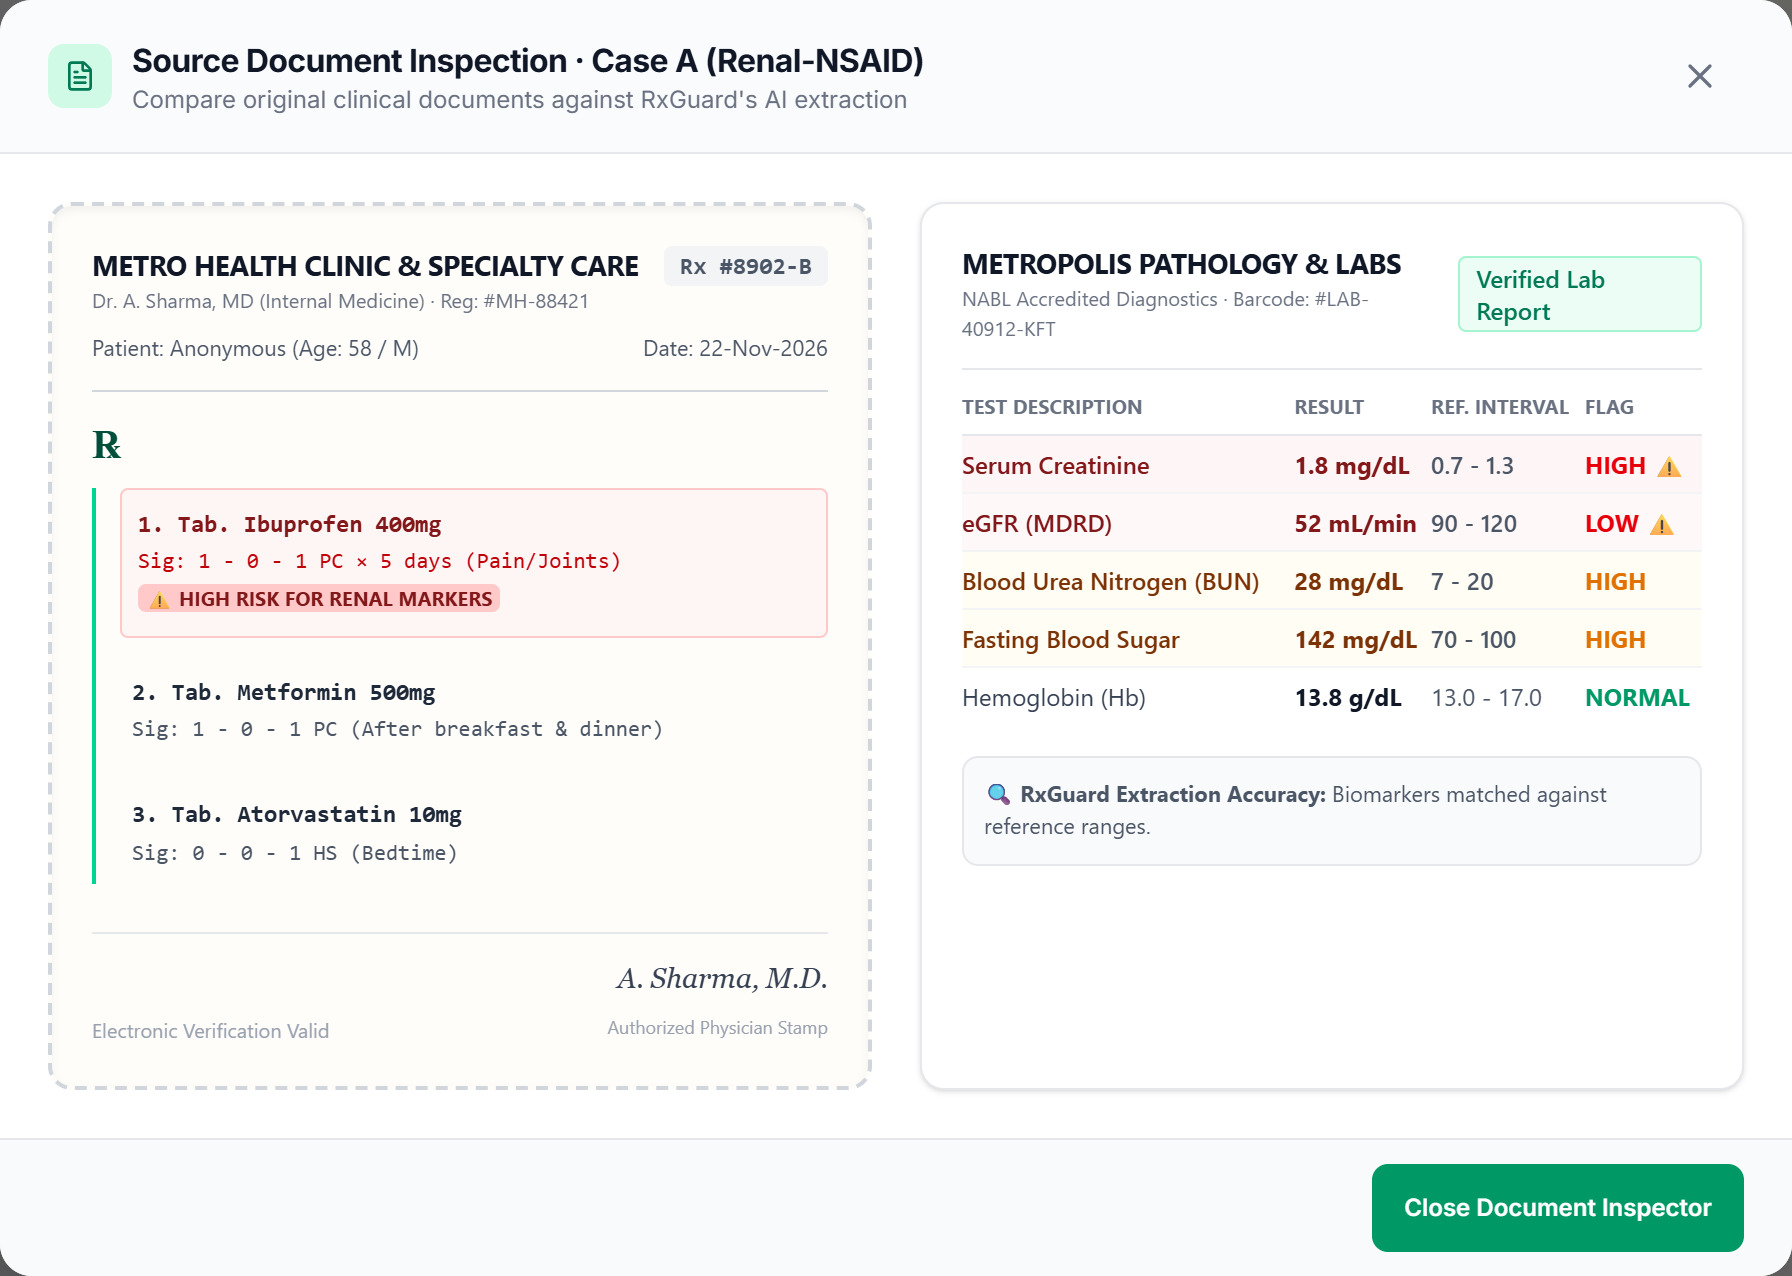 Source Document Inspection · Case A (Renal-NSAID)
Compare original clinical documents against RxGuard's AI extraction
METRO HEALTH CLINIC & SPECIALTY CARE
Rx #8902-B
Dr. A. Sharma, MD (Internal Medicine) · Reg: #MH-88421
Patient: Anonymous (Age: 58 / M)
Date: 22-Nov-2026
℞
1. Tab. Ibuprofen 400mg
Sig: 1 - 0 - 1 PC × 5 days (Pain/Joints)
⚠️ HIGH RISK FOR RENAL MARKERS
2. Tab. Metformin 500mg
Sig: 1 - 0 - 1 PC (After breakfast & dinner)
3. Tab. Atorvastatin 10mg
Sig: 0 - 0 - 1 HS (Bedtime)
A. Sharma, M.D.
Electronic Verification Valid
Authorized Physician Stamp
METROPOLIS PATHOLOGY & LABS
NABL Accredited Diagnostics · Barcode: #LAB-
40912-KFT
Verified Lab
Report
TEST DESCRIPTION RESULT REF. INTERVAL FLAG
Serum Creatinine 1.8 mg/dL 0.7 - 1.3 HIGH ⚠️
eGFR (MDRD) 52 mL/min 90 - 120 LOW ⚠️
Blood Urea Nitrogen (BUN) 28 mg/dL 7 - 20 HIGH
Fasting Blood Sugar 142 mg/dL 70 - 100 HIGH
Hemoglobin (Hb) 13.8 g/dL 13.0 - 17.0 NORMAL
🔍 RxGuard Extraction Accuracy: Biomarkers matched against
reference ranges.
Close Document Inspector